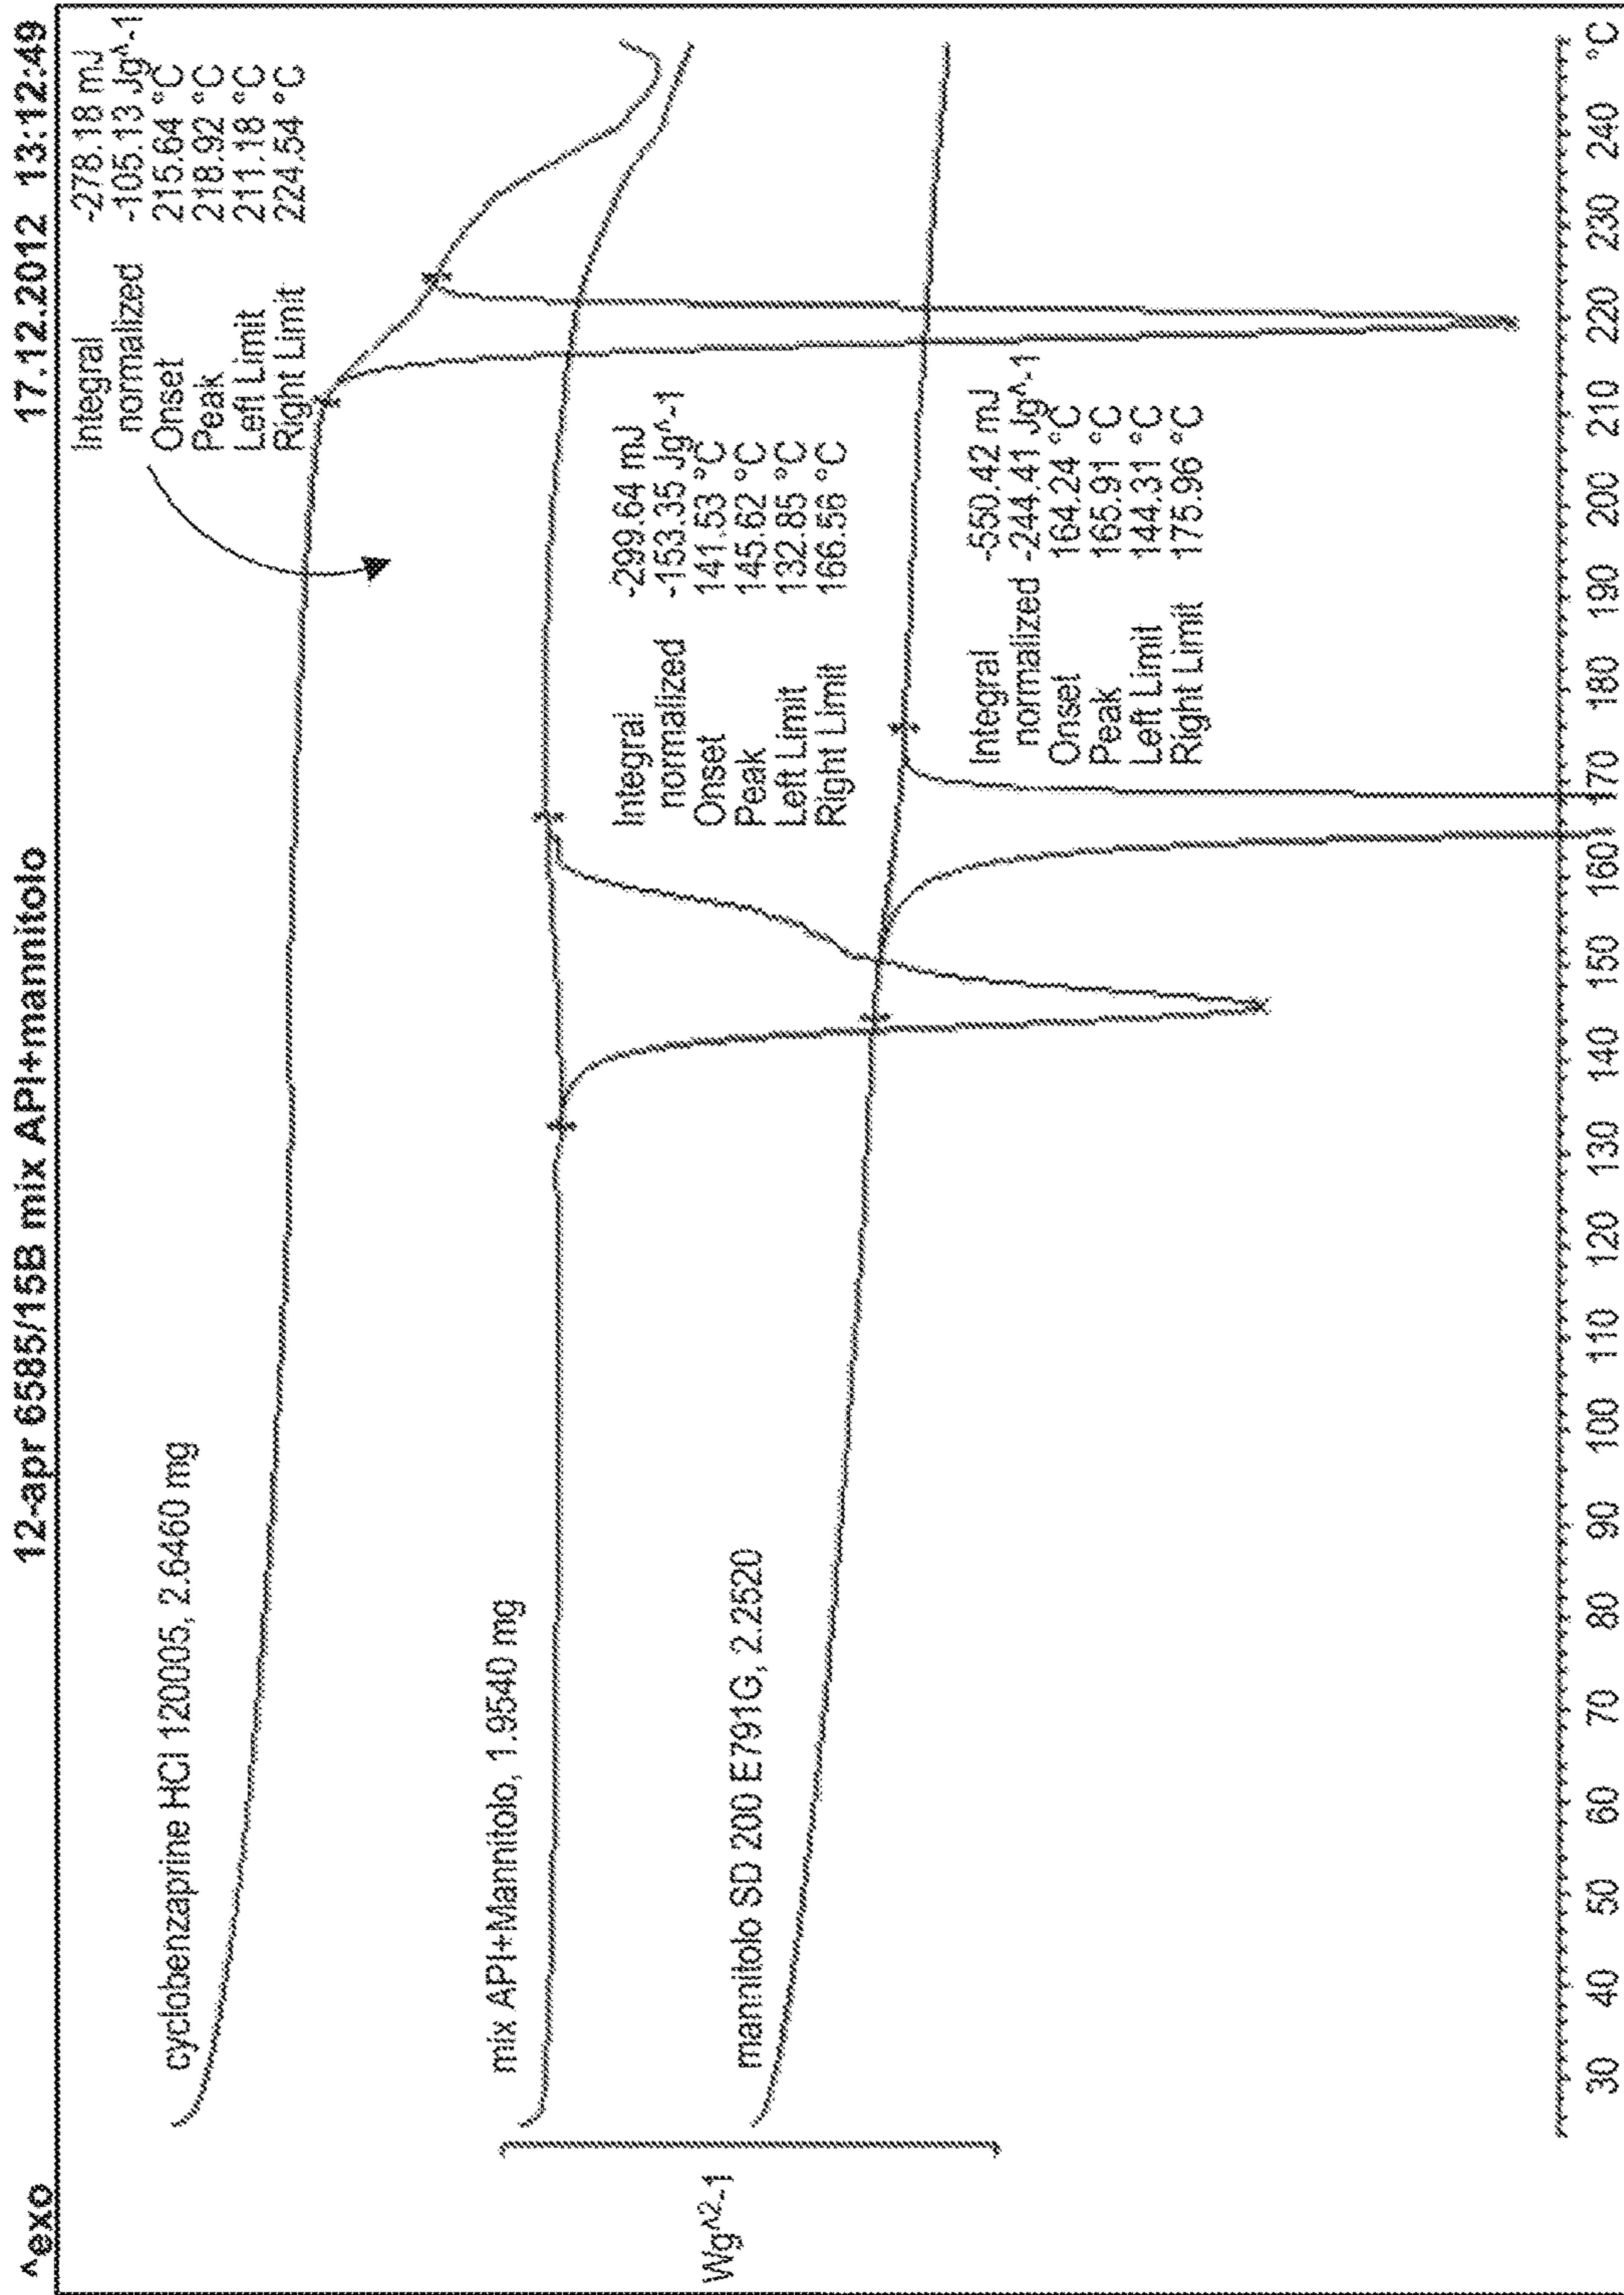 ^exo
12-apr 6585/15B mix API+mannitolo
17.12.2012 13:12:49
Integral -278.18 mJ
normalized -105.13 Jg^-1
Onset 215.64 °C
Peak 218.92 °C
Left Limit 211.18 °C
Right Limit 224.54 °C
cyclobenzaprine HCl 12005, 2.6460 mg
mix API+Mannitolo, 1.9540 mg
Integral -299.64 mJ
normalized -153.35 Jg^-1
Onset 141.53 °C
Peak 145.62 °C
Left Limit 132.85 °C
Right Limit 166.56 °C
Wg^2-1
mannitolo SD 200 E791G, 2.2520
Integral -550.42 mJ
normalized -244.41 Jg^-1
Onset 164.24 °C
Peak 165.91 °C
Left Limit 144.31 °C
Right Limit 175.96 °C
30 40 50 60 70 80 90 100 110 120 130 140 150 160 170 180 190 200 210 220 230 240 °C